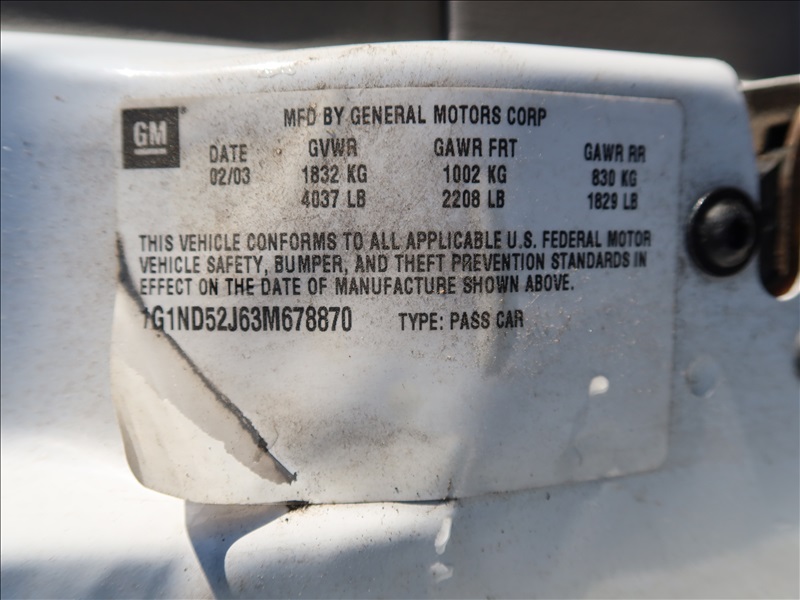 GM
MFD BY GENERAL MOTORS CORP
DATE GVWR GAWR FRT GAWR RR
02/03 1832 KG 1002 KG 830 KG
4037 LB 2208 LB 1829 LB
THIS VEHICLE CONFORMS TO ALL APPLICABLE U.S. FEDERAL MOTOR
VEHICLE SAFETY, BUMPER, AND THEFT PREVENTION STANDARDS IN
EFFECT ON THE DATE OF MANUFACTURE SHOWN ABOVE.
1G1ND52J63M678870 TYPE: PASS CAR